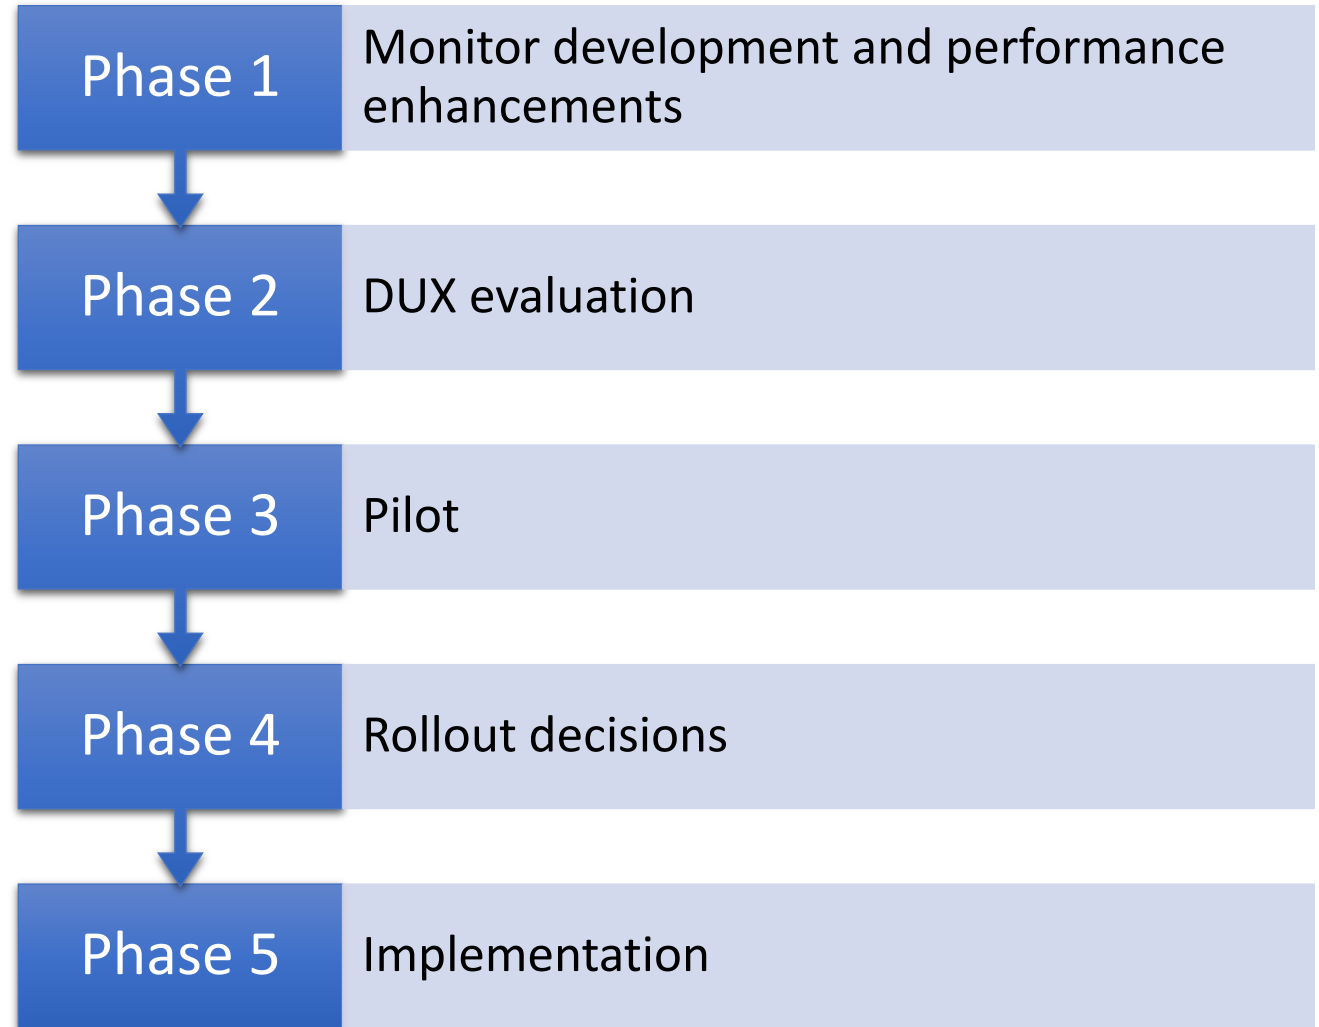 Phase 1
Monitor development and performance
enhancements
Phase 2
DUX evaluation
Phase 3
Pilot
Phase 4
Rollout decisions
Phase 5
Implementation